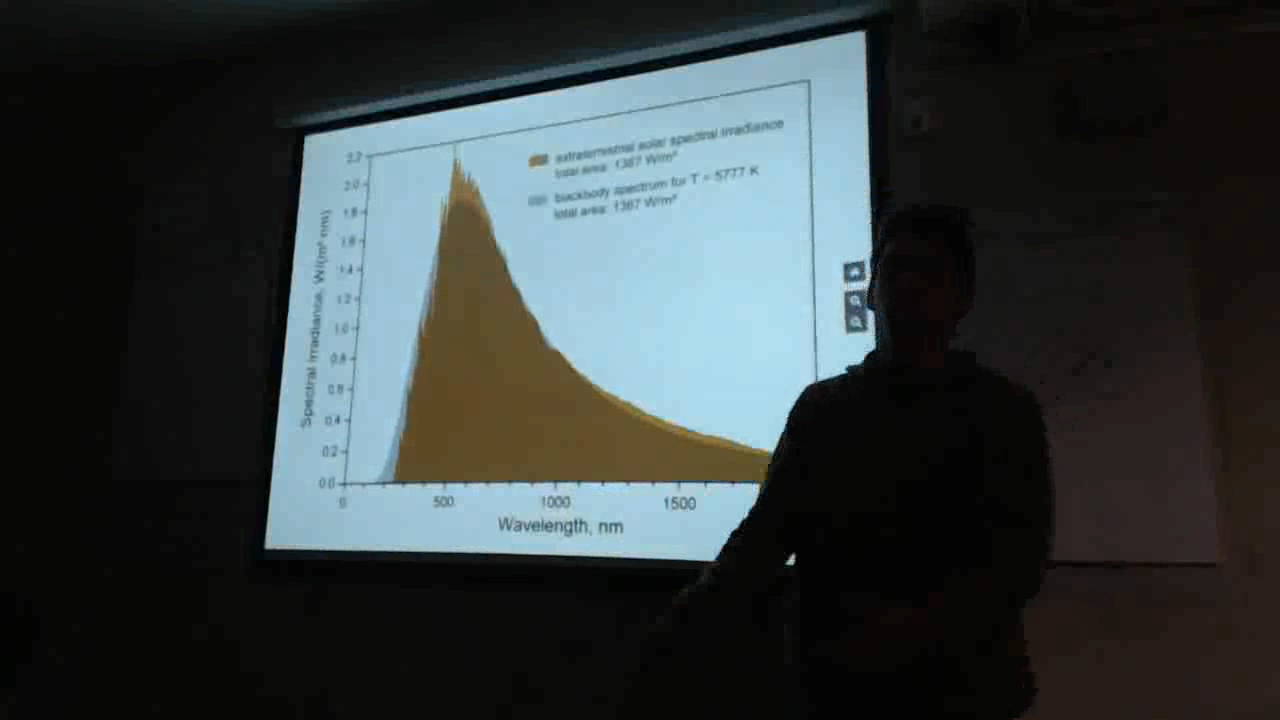 extraterrestrial solar spectral irradiance
total area: 1367 W/m²
blackbody spectrum for T = 5777 K
total area: 1367 W/m²
Spectral irradiance, W/(m² nm)
2.2
2.0
1.8
1.6
1.4
1.2
1.0
0.8
0.6
0.4
0.2
0.0
0 500 1000 1500
Wavelength, nm